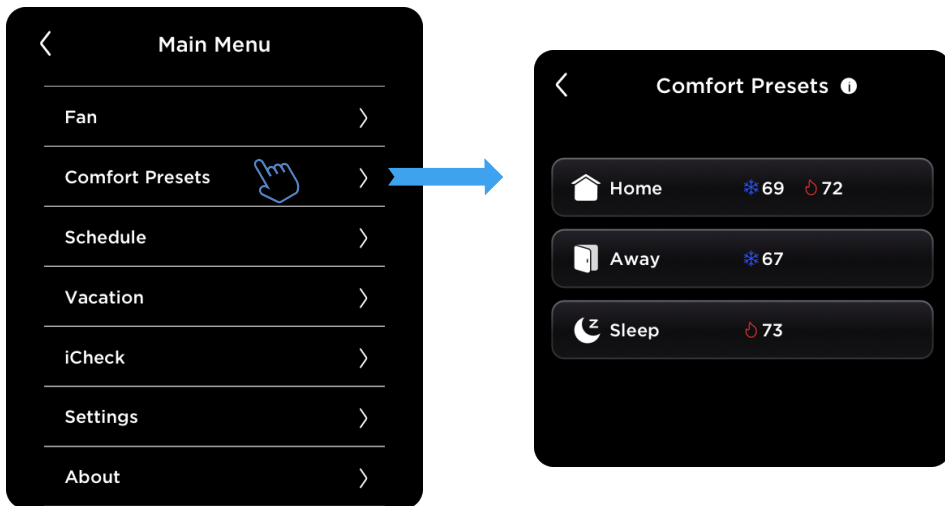 Main Menu
Fan
Comfort Presets
Schedule
Vacation
iCheck
Settings
About
Comfort Presets i
Home 69 72
Away 67
z Sleep 73